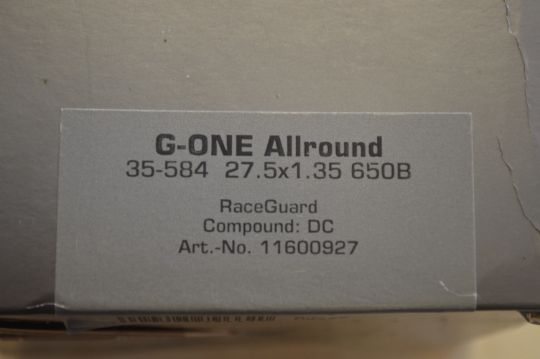 G-ONE Allround
35-584 27.5x1.35 650B
RaceGuard
Compound: DC
Art.-No. 11600927